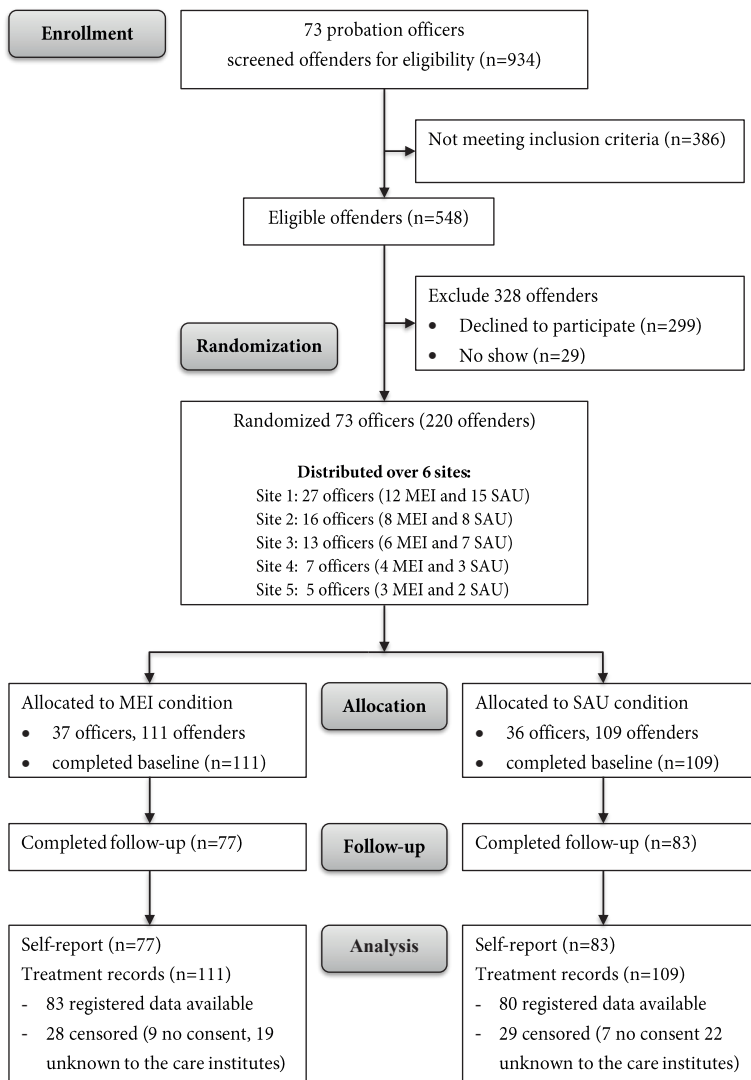 Enrollment
73 probation officers
screened offenders for eligibility (n=934)
Not meeting inclusion criteria (n=386)
Eligible offenders (n=548)
Exclude 328 offenders
• Declined to participate (n=299)
• No show (n=29)
Randomization
Randomized 73 officers (220 offenders)
Distributed over 6 sites:
Site 1: 27 officers (12 MEI and 15 SAU)
Site 2: 16 officers (8 MEI and 8 SAU)
Site 3: 13 officers (6 MEI and 7 SAU)
Site 4: 7 officers (4 MEI and 3 SAU)
Site 5: 5 officers (3 MEI and 2 SAU)
Allocated to MEI condition
• 37 officers, 111 offenders
• completed baseline (n=111)
Allocation
Allocated to SAU condition
• 36 officers, 109 offenders
• completed baseline (n=109)
Completed follow-up (n=77)
Follow-up
Completed follow-up (n=83)
Self-report (n=77)
Treatment records (n=111)
- 83 registered data available
- 28 censored (9 no consent, 19
unknown to the care institutes)
Analysis
Self-report (n=83)
Treatment records (n=109)
- 80 registered data available
- 29 censored (7 no consent 22
unknown to the care institutes)